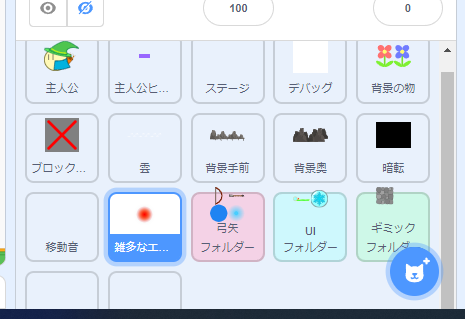 100
0
主人公
主人公ヒ...
ステージ
デバッグ
背景の物
ブロック...
雲
背景手前
背景奥
暗転
移動音
雑多なエ...
弓矢
フォルダー
UI
フォルダー
ギミック
フォルダー